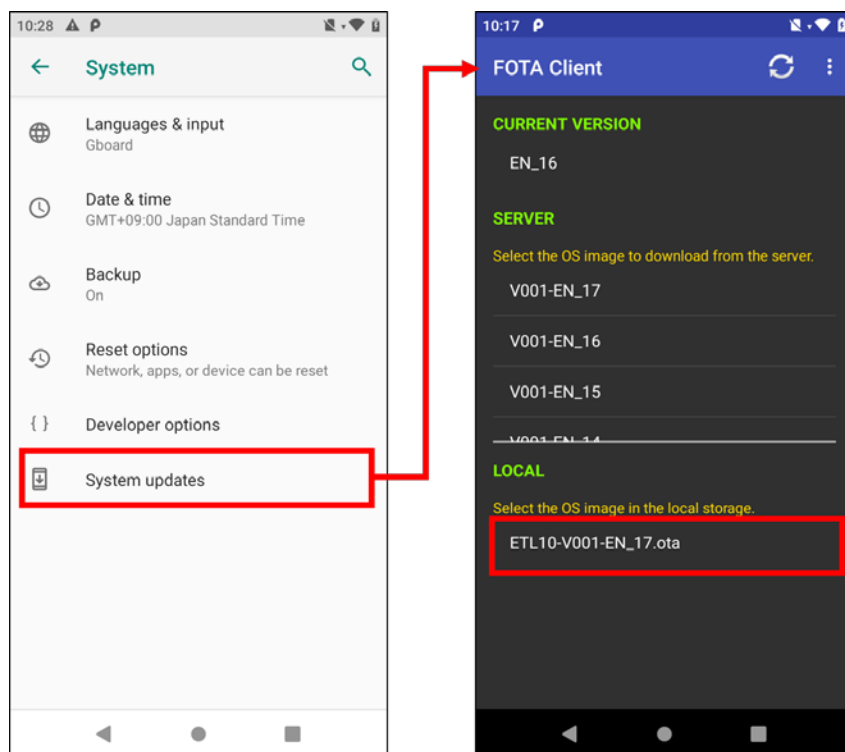 10:28
System
Languages & input
Gboard
Date & time
GMT+09:00 Japan Standard Time
Backup
On
Reset options
Network, apps, or device can be reset
{ } Developer options
System updates
10:17
FOTA Client
CURRENT VERSION
EN_16
SERVER
Select the OS image to download from the server.
V001-EN_17
V001-EN_16
V001-EN_15
V001-EN_14
LOCAL
Select the OS image in the local storage.
ETL10-V001-EN_17.ota